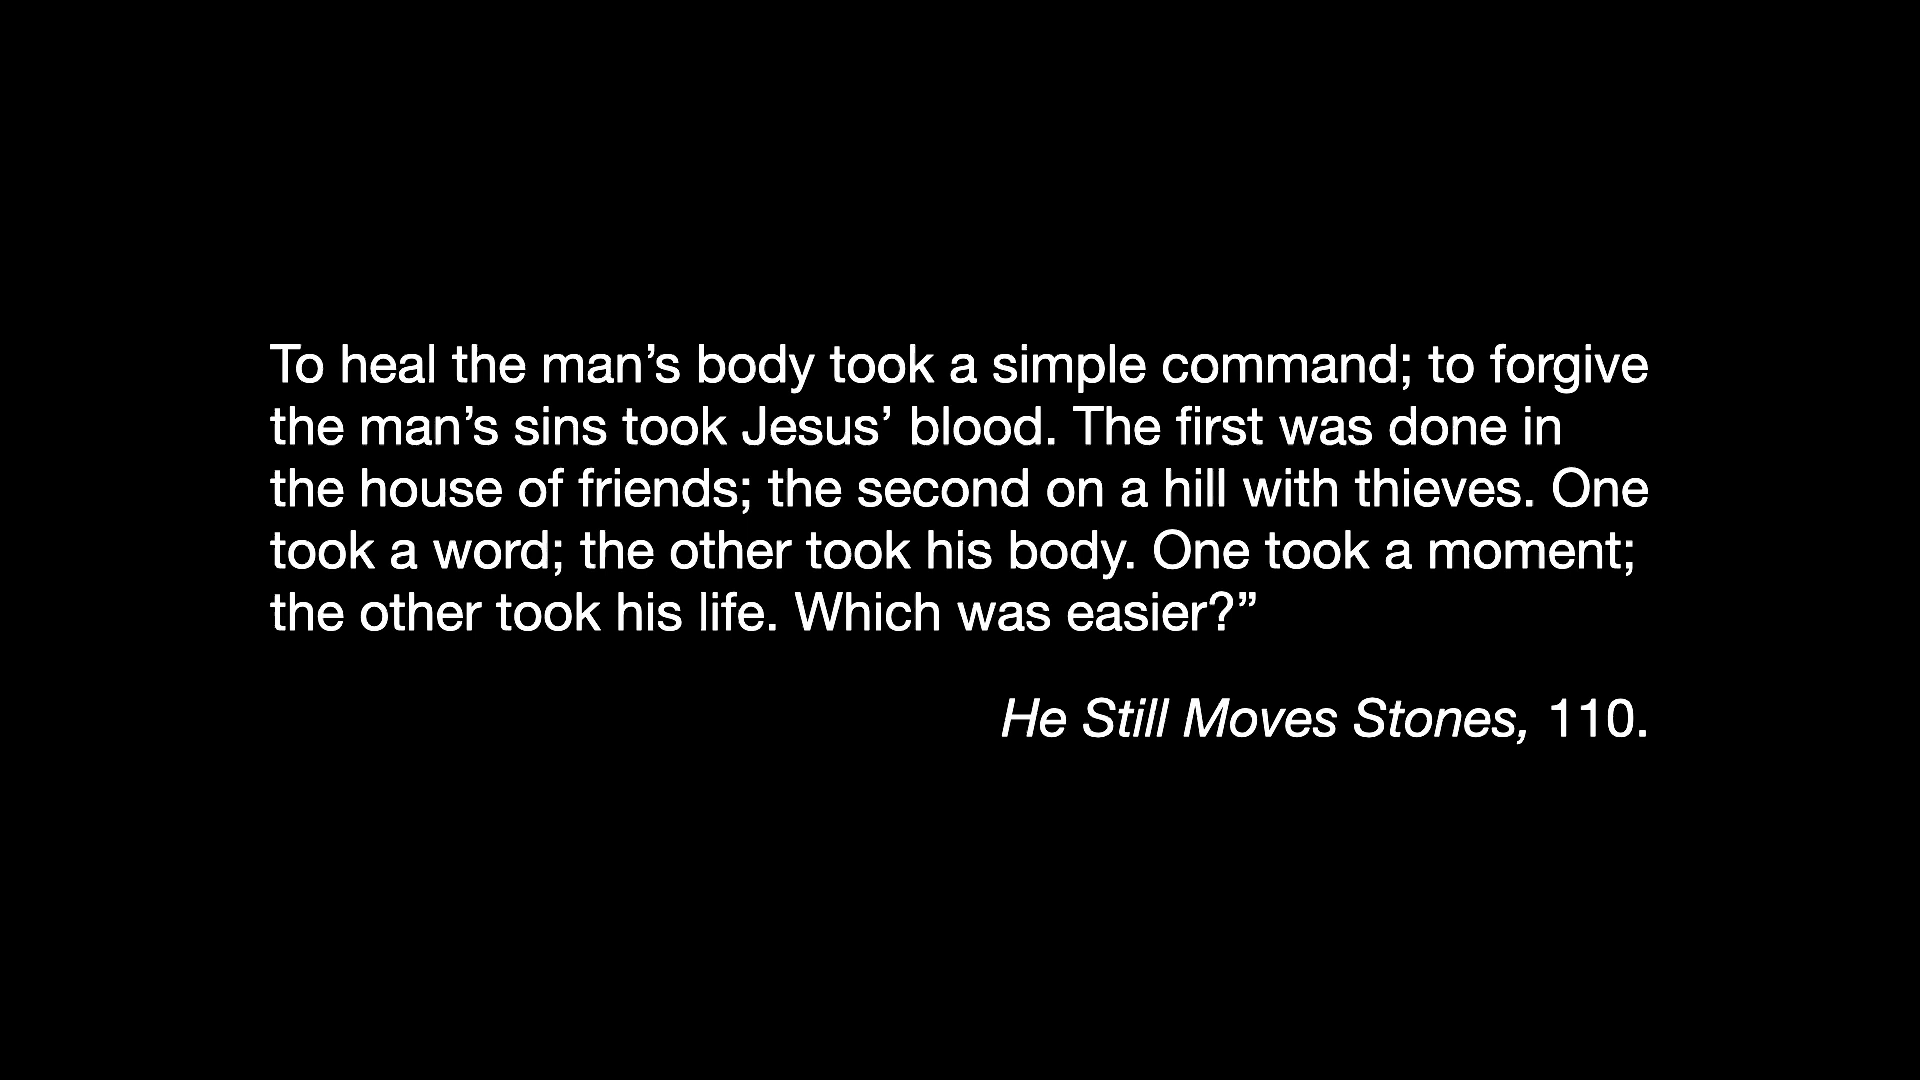 To heal the man’s body took a simple command; to forgive
the man’s sins took Jesus’ blood. The first was done in
the house of friends; the second on a hill with thieves. One
took a word; the other took his body. One took a moment;
the other took his life. Which was easier?”
He Still Moves Stones, 110.